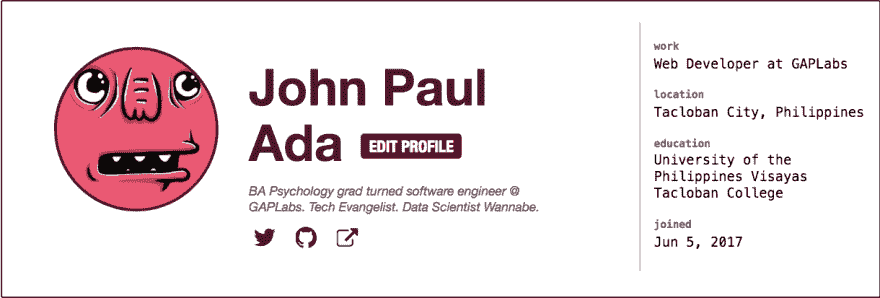 John Paul
Ada EDIT PROFILE
BA Psychology grad turned software engineer @
GAPLabs. Tech Evangelist. Data Scientist Wannabe.
work
Web Developer at GAPLabs
location
Tacloban City, Philippines
education
University of the
Philippines Visayas
Tacloban College
joined
Jun 5, 2017